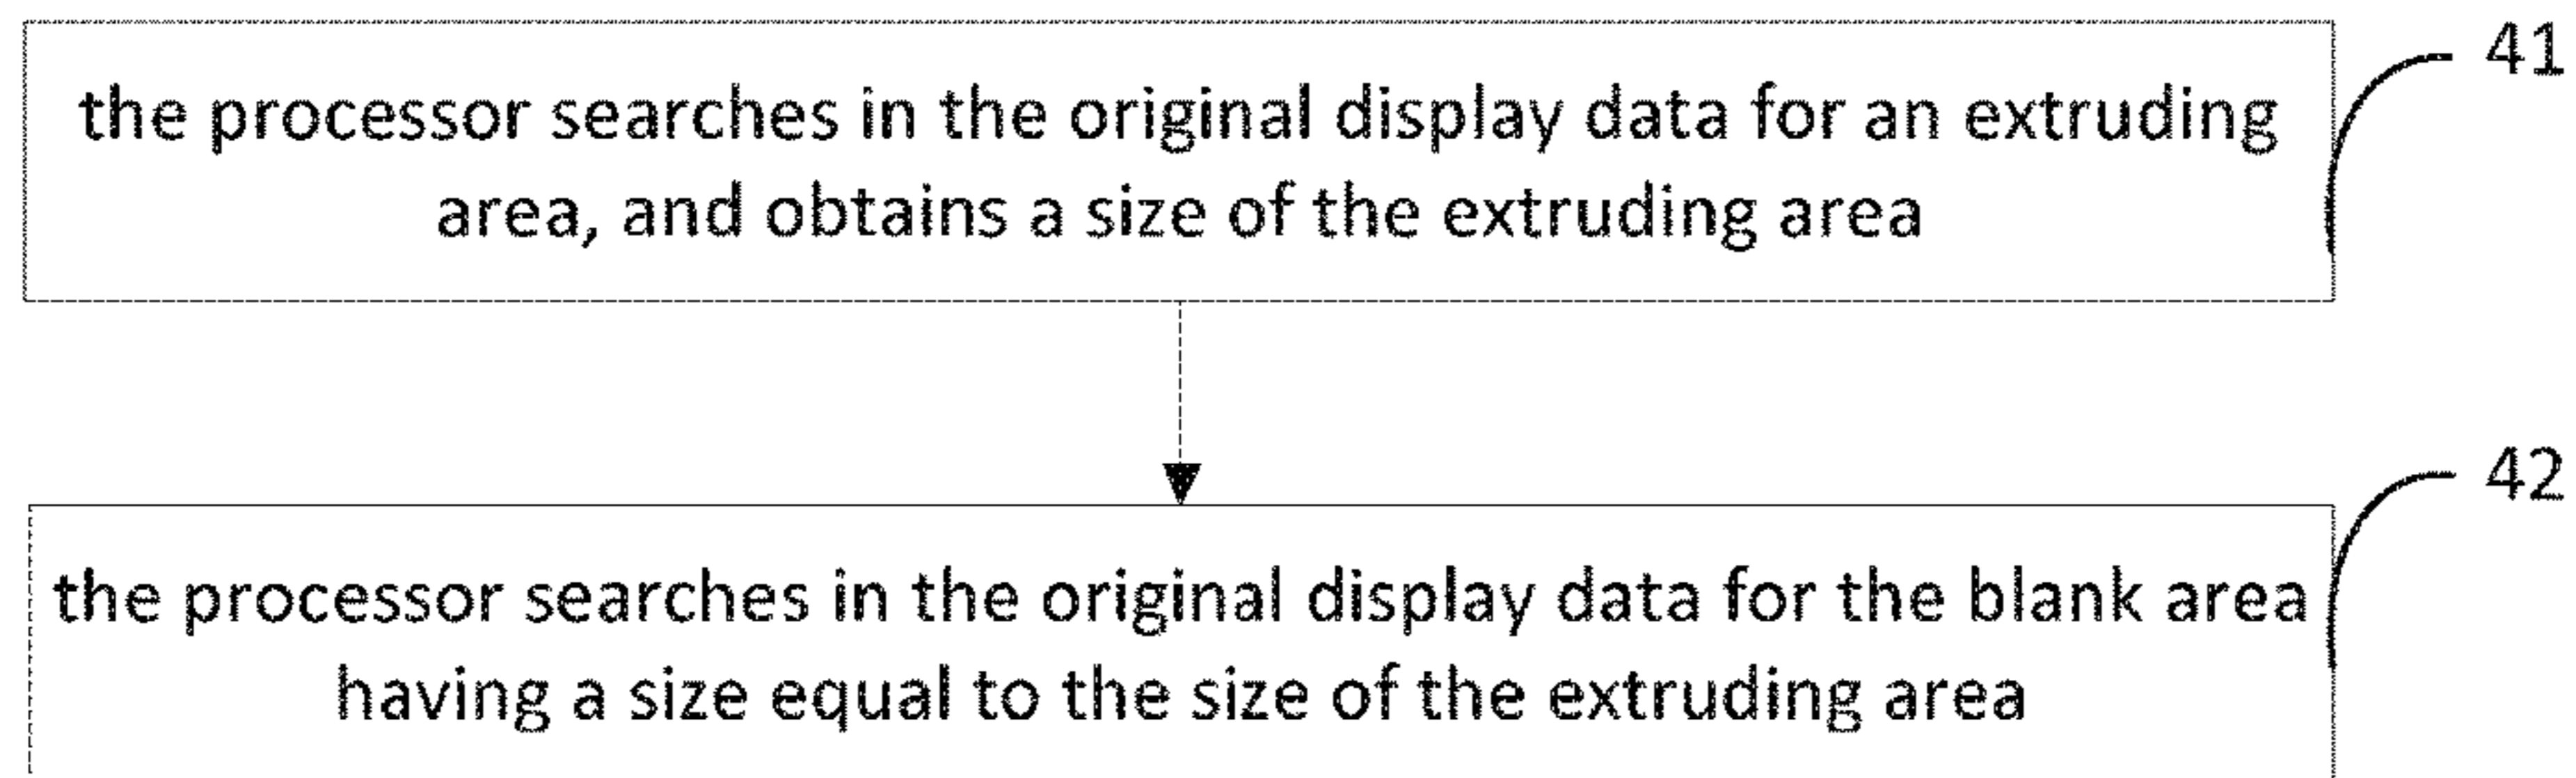 41
the processor searches in the original display data for an extruding
area, and obtains a size of the extruding area
42
the processor searches in the original display data for the blank area
having a size equal to the size of the extruding area